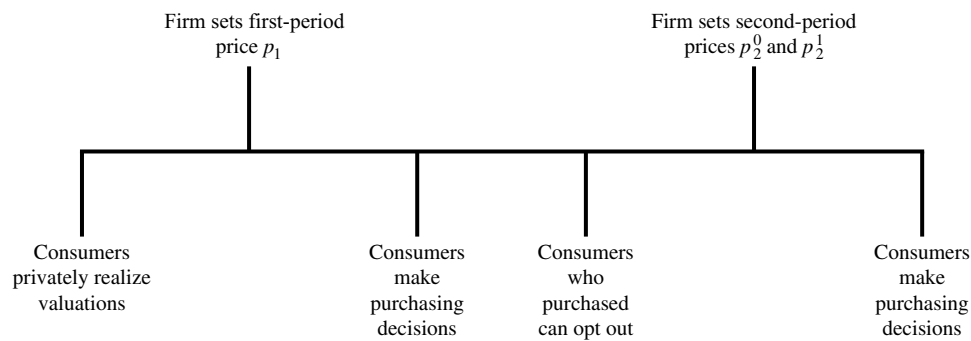 Firm sets first-period
price p₁
Firm sets second-period
prices p₂⁰ and p₂¹
Consumers
privately realize
valuations
Consumers
make
purchasing
decisions
Consumers
who
purchased
can opt out
Consumers
make
purchasing
decisions